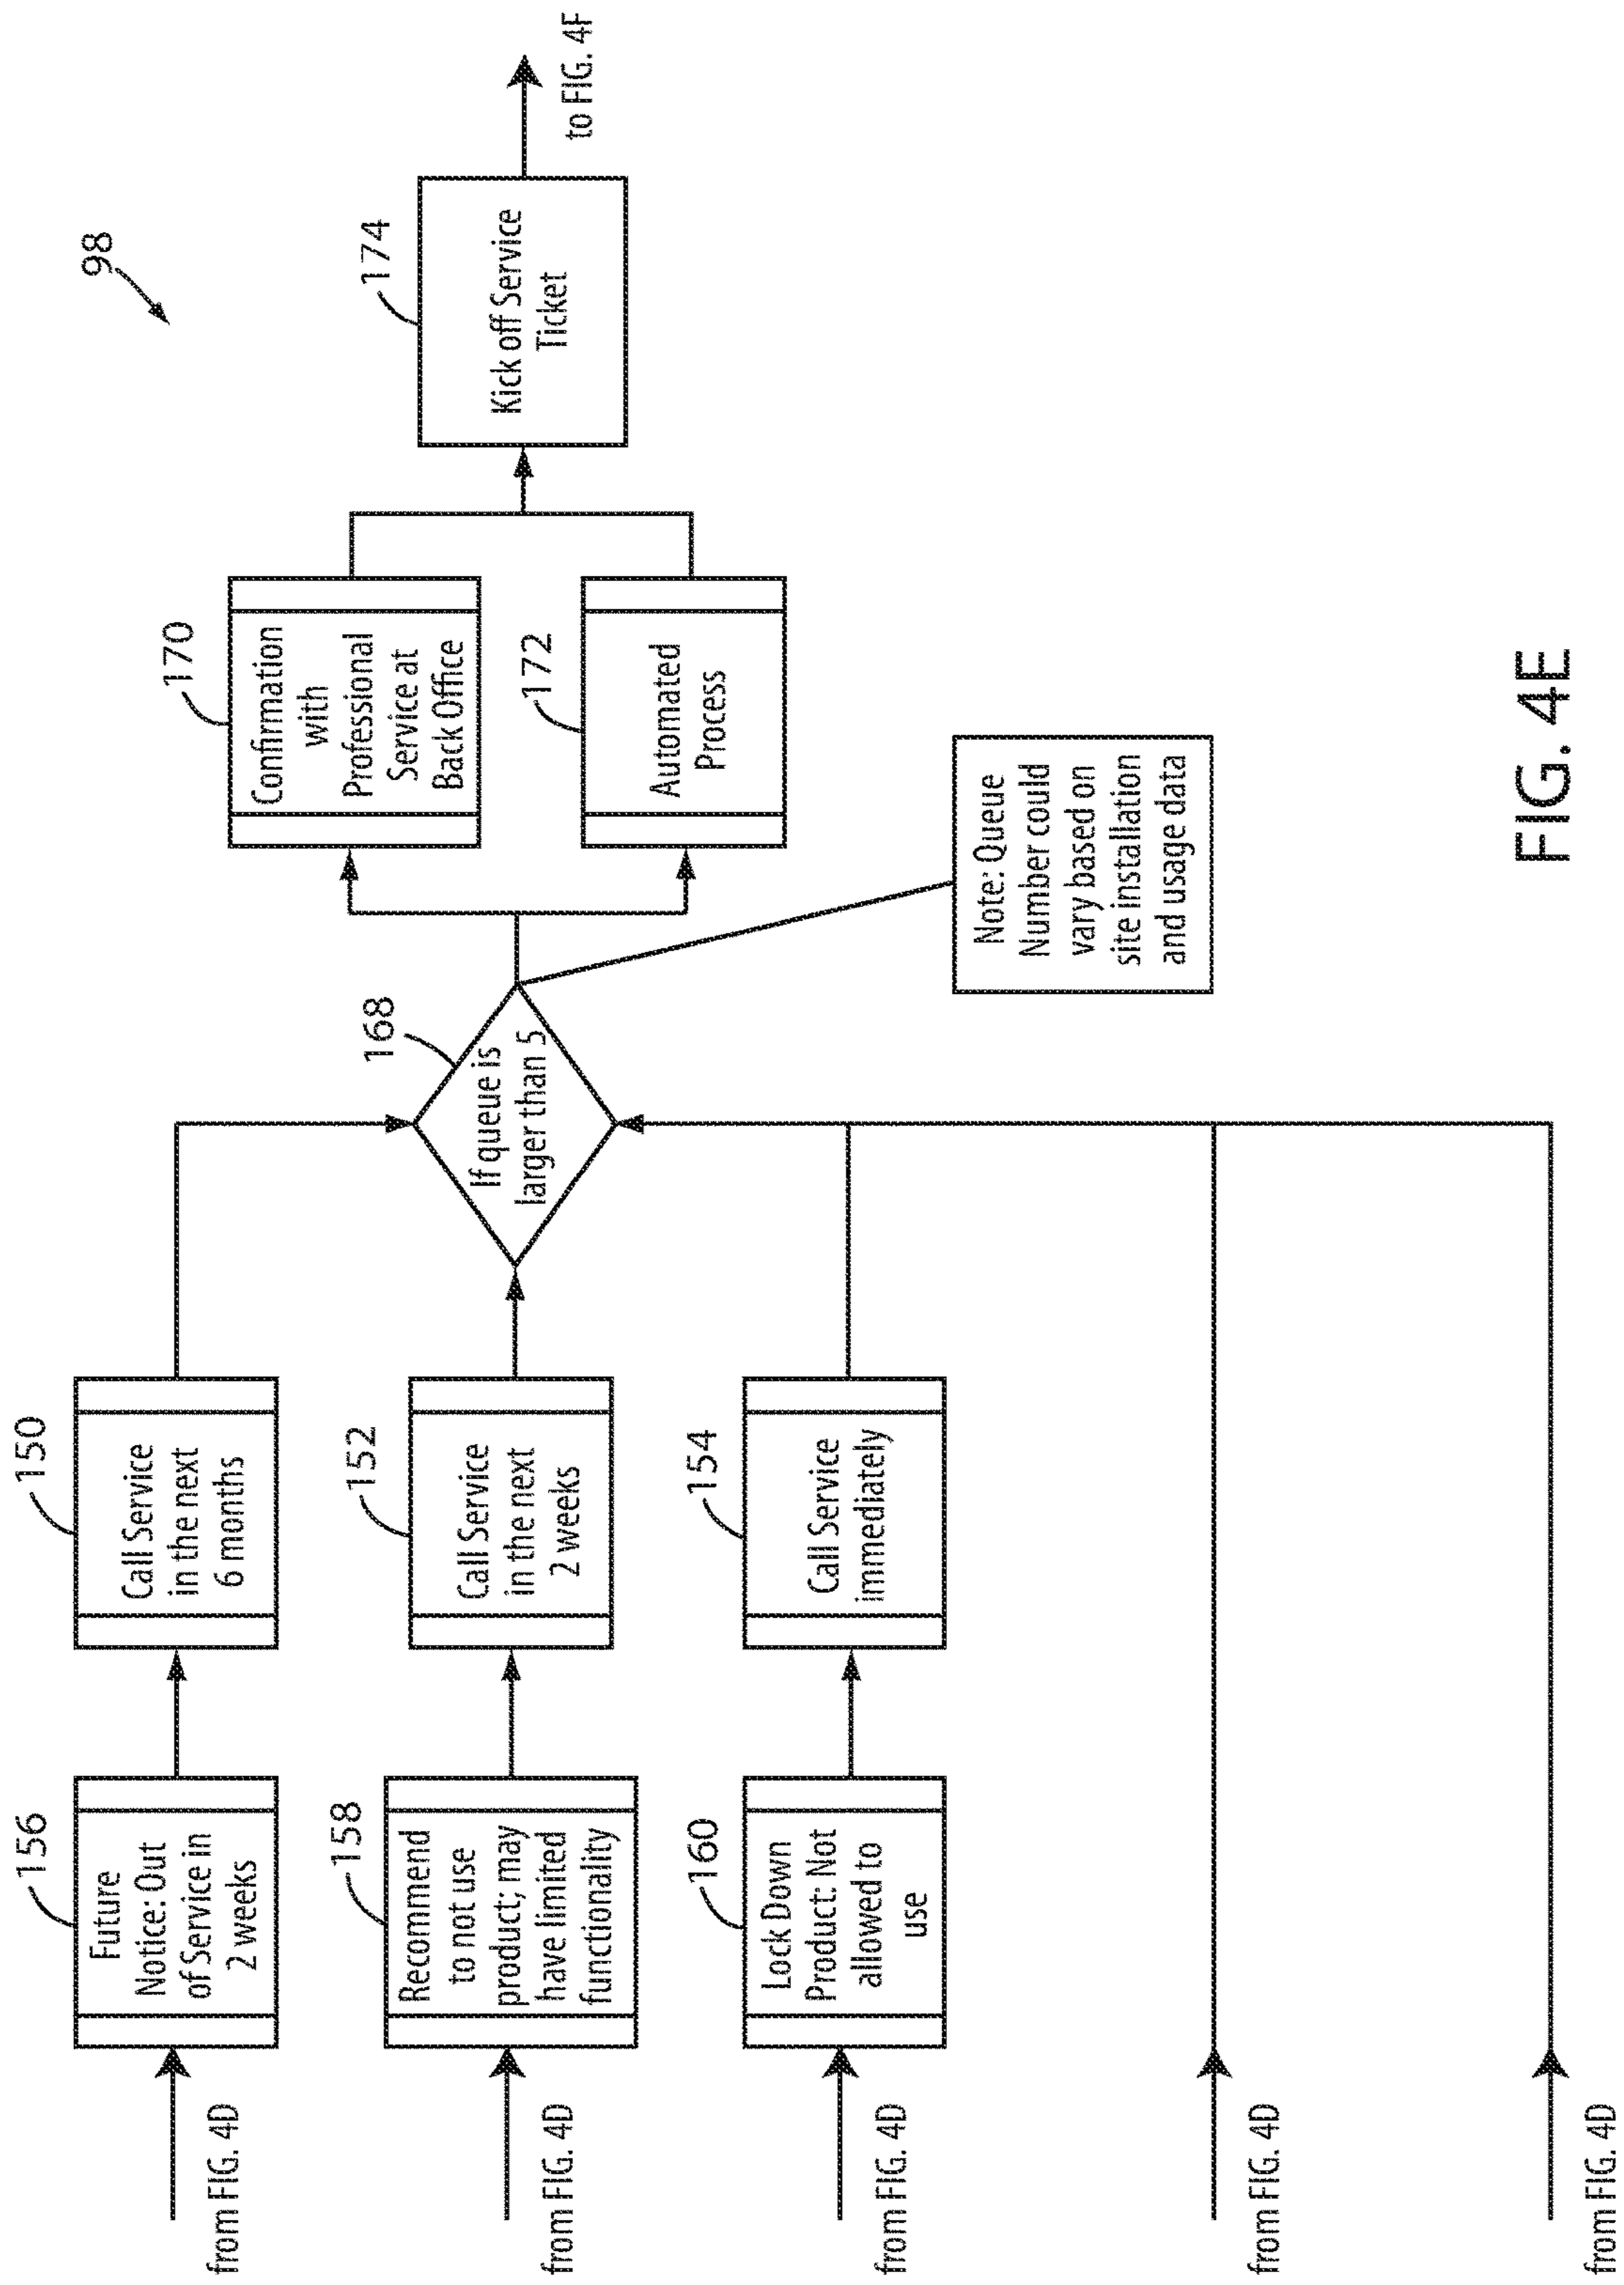 98
from FIG. 4D
156
Future
Notice: Out
of Service in
2 weeks
150
Call Service
in the next
6 months
from FIG. 4D
158
Recommend
to not use
product; may
have limited
functionality
152
Call Service
in the next
2 weeks
from FIG. 4D
160
Lock Down
Product: Not
allowed to
use
154
Call Service
immediately
from FIG. 4D
from FIG. 4D
168
If queue is
larger than 5
170
Confirmation
with
Professional
Service at
Back Office
172
Automated
Process
Note: Queue
Number could
vary based on
site installation
and usage data
174
Kick off Service
Ticket
to FIG. 4F
FIG. 4E